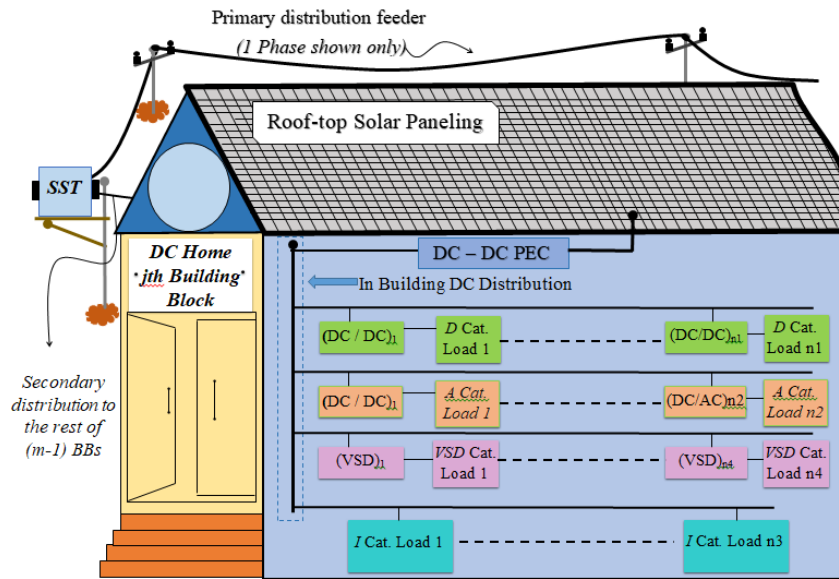 Primary distribution feeder
(1 Phase shown only)
Roof-top Solar Paneling
SST
DC Home
"jth Building"
Block
DC – DC PEC
In Building DC Distribution
(DC / DC)1
D Cat.
Load 1
(DC/DC)n1
D Cat.
Load n1
(DC / DC)1
A Cat.
Load 1
(DC/AC)n2
A Cat.
Load n2
(VSD)1
VSD Cat.
Load 1
(VSD)n4
VSD Cat.
Load n4
I Cat. Load 1
I Cat. Load n3
Secondary
distribution to
the rest of
(m-1) BBs